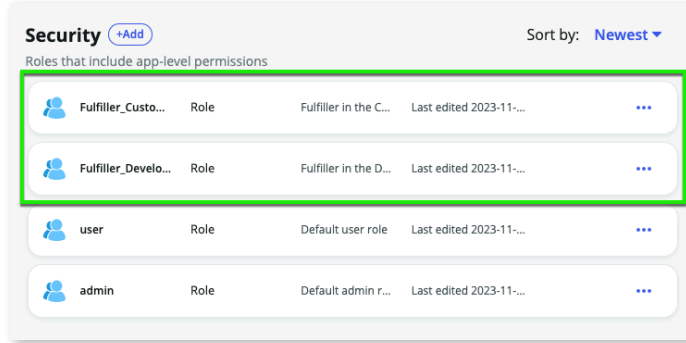 Security +Add Sort by: Newest
Roles that include app-level permissions
Fulfiller_Custo... Role Fulfiller in the C... Last edited 2023-11-...
Fulfiller_Develo... Role Fulfiller in the D... Last edited 2023-11-...
user Role Default user role Last edited 2023-11-...
admin Role Default admin r... Last edited 2023-11-...